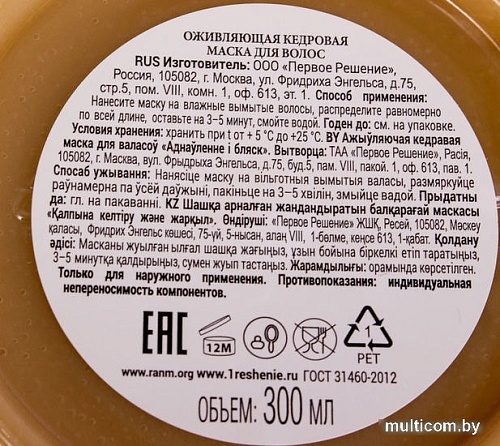 ОЖИВЛЯЮЩАЯ КЕДРОВАЯ
МАСКА ДЛЯ ВОЛОС
RUS Изготовитель: ООО «Первое Решение»,
Россия, 105082, г. Москва, ул. Фридриха Энгельса, д.75,
стр.5, пом. VIII, комн. 1, оф. 613, эт. 1. Способ применения:
Нанесите маску на влажные вымытые волосы, распределите равномерно
по всей длине, оставьте на 3–5 минут, смойте водой. Годен до: см. на упаковке.
Условия хранения: хранить при t от + 5 °С до +25 °С. BY Ажыўляючая кедравая
маска для валасоў «Аднаўленне і бляск». Вытворца: ТАА «Первое Решение», Расія,
105082, г. Масква, вул. Фрыдрыха Энгельса, д.75, буд.5, пам. VIII, пакой. 1, оф. 613, пав. 1.
Спосаб ужывання: Нанясіце маску на вільготныя вымытыя валасы, размяркуйце
раўнамерна па ўсёй даўжыні, пакіньце на 3–5 хвілін, змыйце вадой. Прыдатны
да: гл. на пакаванні. KZ Шашқа арналған жандандыратын балқарағай маскасы
«Қалпына келтіру және жарқыл». Өндіруші: «Первое Решение» ЖШҚ, Ресей, 105082, Мәскеу
қаласы, Фридрих Энгельс көшесі, 75-үй, 5-нысан, алаң VIII, 1-бөлме, кеңсе 613, 1-қабат. Қолдану
әдісі: Масканы жуылған ылғал шашқа жағыңыз, ұзын бойына біркелкі етіп таратыңыз,
3–5 минутқа қалдырыңыз, сумен жуып тастаңыз. Жарамдылығы: орамында көрсетілген.
Только для наружного применения. Противопоказания: индивидуальная
непереносимость компонентов.
EAC 12M 1
PET
www.ranm.org www.1reshenie.ru ГОСТ 31460-2012
ОБЪЕМ: 300 МЛ
multicom.by